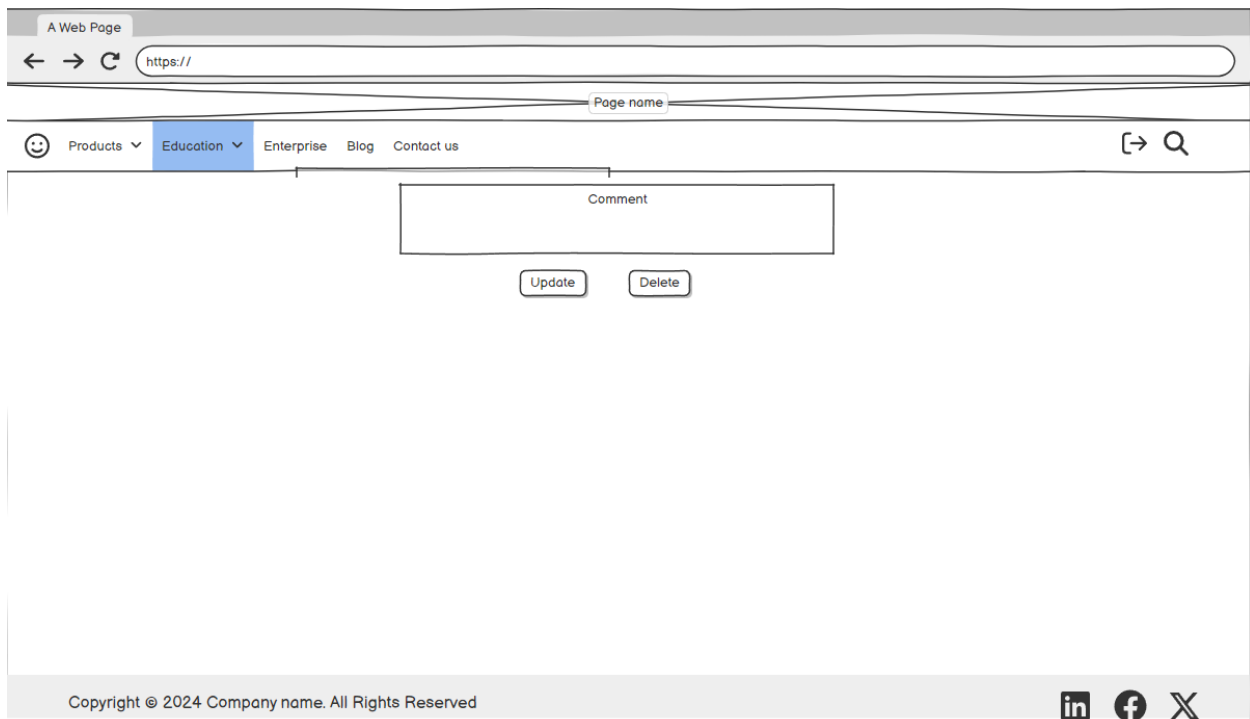 A Web Page
https://
Page name
Products Education Enterprise Blog Contact us
Comment
Update Delete
Copyright © 2024 Company name. All Rights Reserved